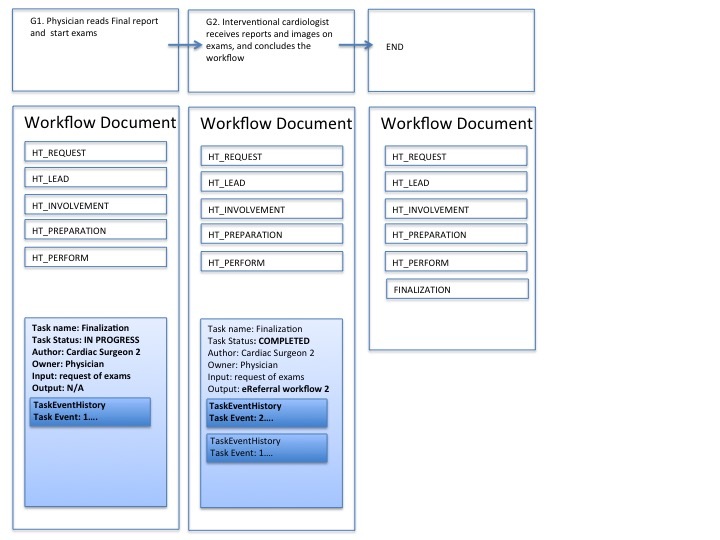 G1. Physician reads Final report
and  start exams
G2. Interventional cardiologist
receives reports and images on
exams, and concludes the
workflow
END
Workflow Document
HT_REQUEST
HT_LEAD
HT_INVOLVEMENT
HT_PREPARATION
HT_PERFORM
Task name: Finalization
Task Status: IN PROGRESS
Author: Cardiac Surgeon 2
Owner: Physician
Input: request of exams
Output: N/A
TaskEventHistory
Task Event: 1....
Workflow Document
HT_REQUEST
HT_LEAD
HT_INVOLVEMENT
HT_PREPARATION
HT_PERFORM
Task name: Finalization
Task Status: COMPLETED
Author: Cardiac Surgeon 2
Owner: Physician
Input: request of exams
Output: eReferral workflow 2
TaskEventHistory
Task Event: 2....
TaskEventHistory
Task Event: 1....
Workflow Document
HT_REQUEST
HT_LEAD
HT_INVOLVEMENT
HT_PREPARATION
HT_PERFORM
FINALIZATION